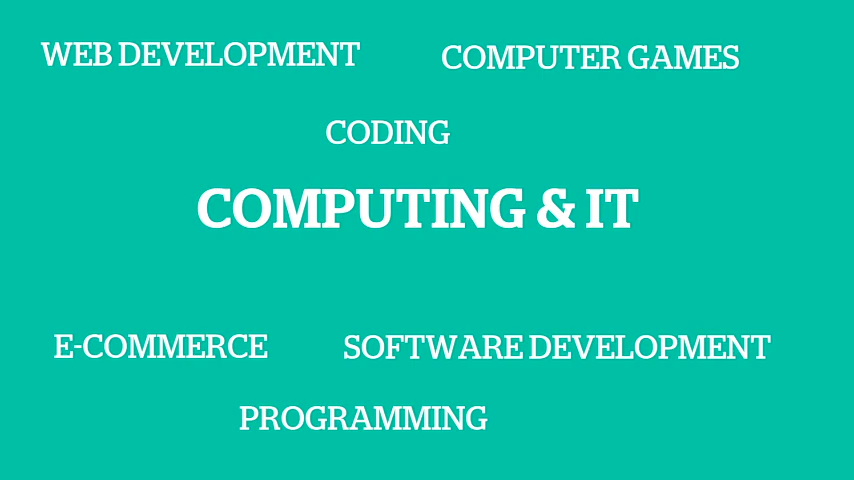 WEB DEVELOPMENT
COMPUTER GAMES
CODING
COMPUTING & IT
E-COMMERCE
SOFTWARE DEVELOPMENT
PROGRAMMING